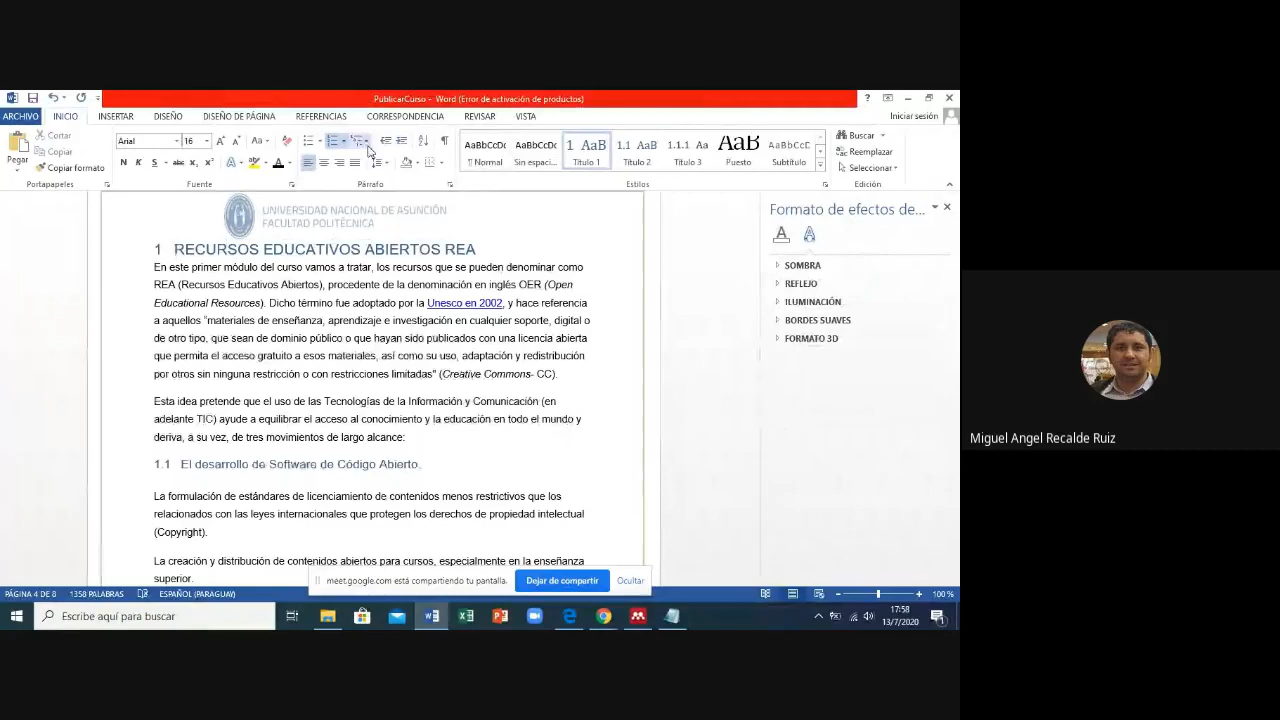 PublicarCurso - Word (Error de activación de productos)
ARCHIVO INICIO INSERTAR DISEÑO DISEÑO DE PÁGINA REFERENCIAS CORRESPONDENCIA REVISAR VISTA Iniciar sesión
Pegar
Cortar
Copiar
Copiar formato
Portapapeles
Arial 16
N K S abc
Fuente
Párrafo
AaBbCc AaBbCc 1 AaB 1.1 AaB 1.1.1 Aa AaB AaBbCc
¶ Normal ¶ Sin espaci... Título 1 Título 2 Título 3 Puesto Subtítulo
Estilos
Buscar
Reemplazar
Seleccionar
Edición
UNIVERSIDAD NACIONAL DE ASUNCIÓN
FACULTAD POLITÉCNICA
1 RECURSOS EDUCATIVOS ABIERTOS REA
En este primer módulo del curso vamos a tratar, los recursos que se pueden denominar como
REA (Recursos Educativos Abiertos), procedente de la denominación en inglés OER (Open
Educational Resources). Dicho término fue adoptado por la Unesco en 2002, y hace referencia
a aquellos "materiales de enseñanza, aprendizaje e investigación en cualquier soporte, digital o
de otro tipo, que sean de dominio público o que hayan sido publicados con una licencia abierta
que permita el acceso gratuito a esos materiales, así como su uso, adaptación y redistribución
por otros sin ninguna restricción o con restricciones limitadas" (Creative Commons- CC).
Esta idea pretende que el uso de las Tecnologías de la Información y Comunicación (en
adelante TIC) ayude a equilibrar el acceso al conocimiento y la educación en todo el mundo y
deriva, a su vez, de tres movimientos de largo alcance:
1.1 El desarrollo de Software de Código Abierto.
La formulación de estándares de licenciamiento de contenidos menos restrictivos que los
relacionados con las leyes internacionales que protegen los derechos de propiedad intelectual
(Copyright).
La creación y distribución de contenidos abiertos para cursos, especialmente en la enseñanza
superior.
Formato de efectos de...
SOMBRA
REFLEJO
ILUMINACIÓN
BORDES SUAVES
FORMATO 3D
Miguel Angel Recalde Ruiz
meet.google.com está compartiendo tu pantalla. Dejar de compartir Ocultar
PÁGINA 4 DE 8 1358 PALABRAS ESPAÑOL (PARAGUAY) 100 %
Escribe aquí para buscar
17:58
13/7/2020